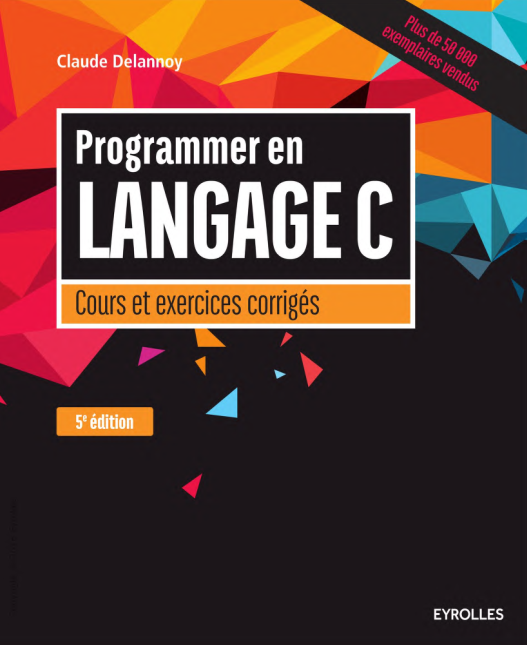 Claude Delannoy
Plus de 50 000
exemplaires vendus
Programmer en
LANGAGE C
Cours et exercices corrigés
5e édition
EYROLLES